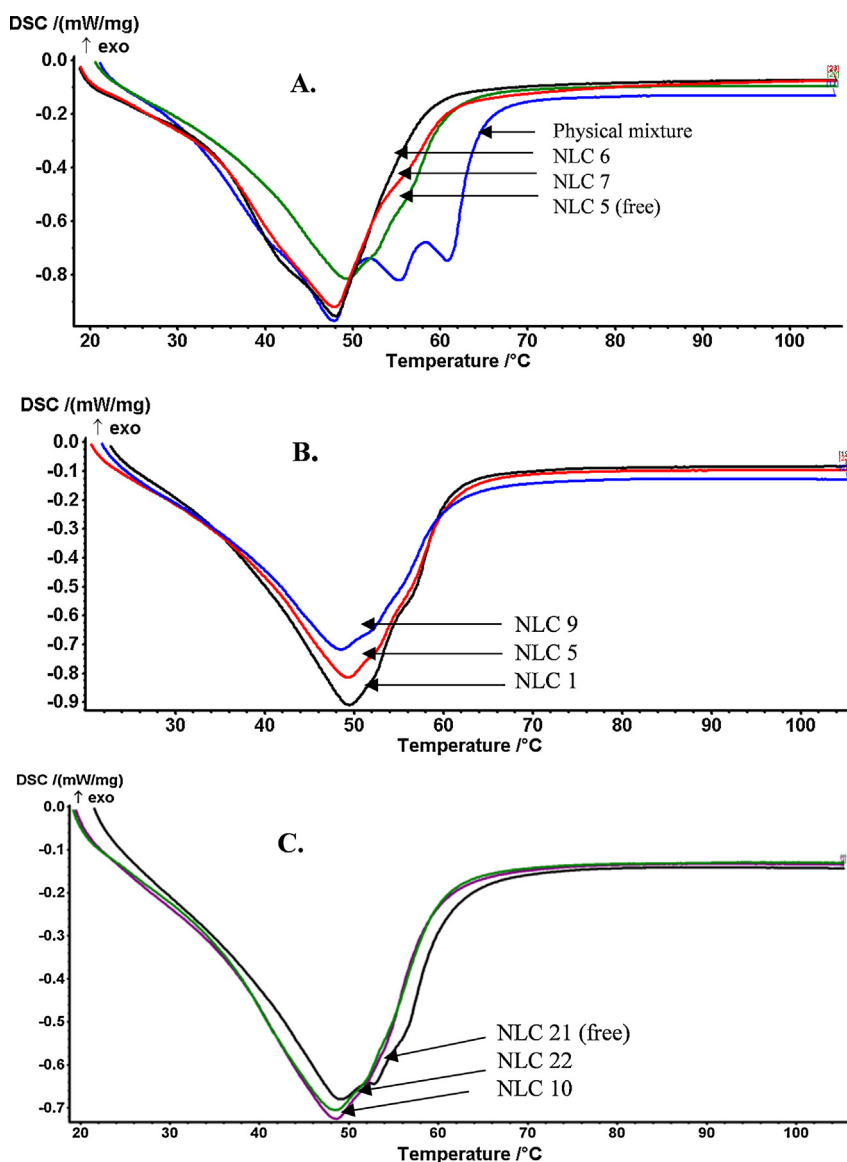 DSC /(mW/mg)
↑ exo
A.
0.0
-0.2
-0.4
-0.6
-0.8
Physical mixture
NLC 6
NLC 7
NLC 5 (free)
20 30 40 50 60 70 80 90 100
Temperature /°C
DSC /(mW/mg)
↑ exo
B.
0.0
-0.1
-0.2
-0.3
-0.4
-0.5
-0.6
-0.7
-0.8
-0.9
NLC 9
NLC 5
NLC 1
30 40 50 60 70 80 90 100
Temperature /°C
DSC /(mW/mg)
↑ exo
C.
0.0
-0.1
-0.2
-0.3
-0.4
-0.5
-0.6
-0.7
NLC 21 (free)
NLC 22
NLC 10
20 30 40 50 60 70 80 90 100
Temperature /°C